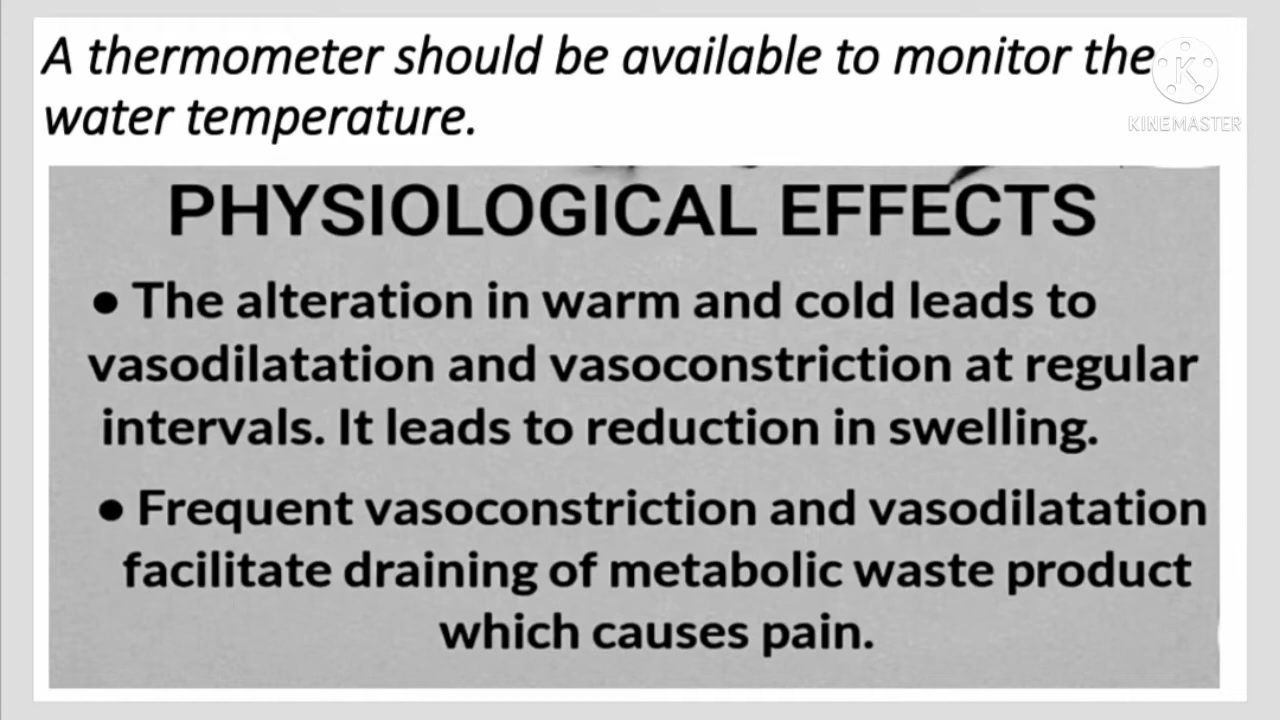 A thermometer should be available to monitor the
water temperature.
K
KINEMASTER
PHYSIOLOGICAL EFFECTS
● The alteration in warm and cold leads to
vasodilatation and vasoconstriction at regular
intervals. It leads to reduction in swelling.
● Frequent vasoconstriction and vasodilatation
facilitate draining of metabolic waste product
which causes pain.